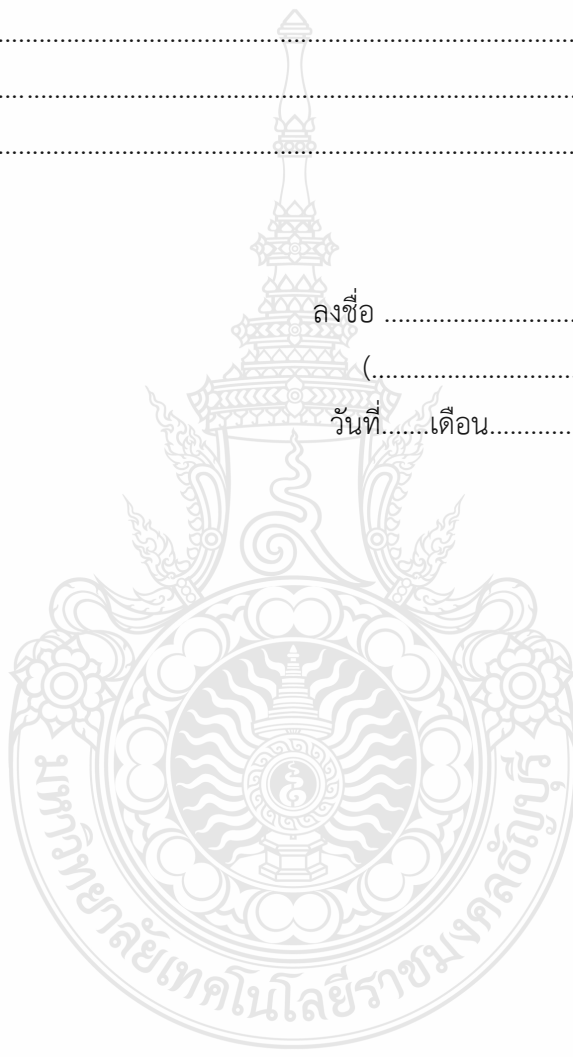 ................................................................................................
................................................................................................
................................................................................................
ลงชื่อ ............................
(.............................
วันที่.......เดือน............
มหาวิทยาลัยเทคโนโลยีราชมงคลธัญบุรี